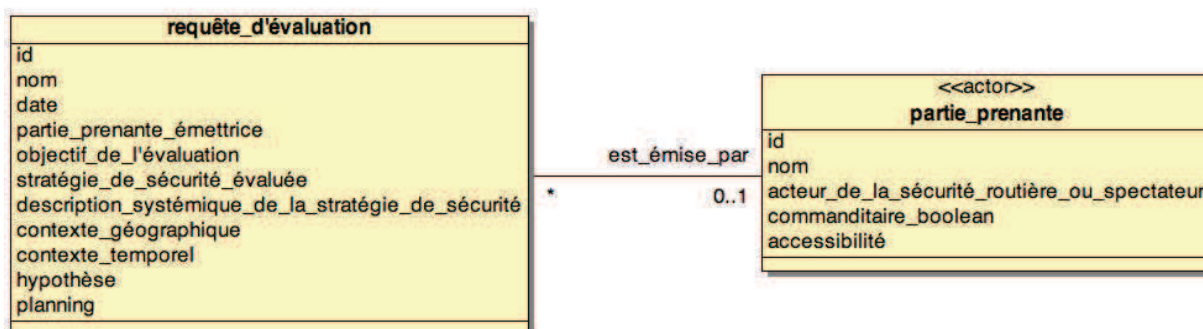 requête_d'évaluation
id
nom
date
partie_prenante_émettrice
objectif_de_l'évaluation
stratégie_de_sécurité_évaluée
description_systémique_de_la_stratégie_de_sécurité
contexte_géographique
contexte_temporel
hypothèse
planning
est_émise_par
*
0..1
<<actor>>
partie_prenante
id
nom
acteur_de_la_sécurité_routière_ou_spectateur
commanditaire_boolean
accessibilité